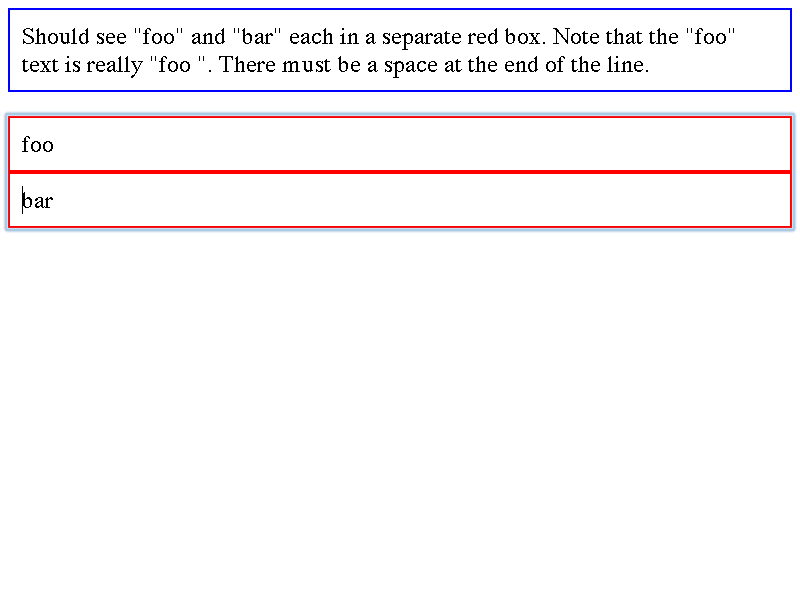 Should see "foo" and "bar" each in a separate red box. Note that the "foo"
text is really "foo ". There must be a space at the end of the line.
foo
bar